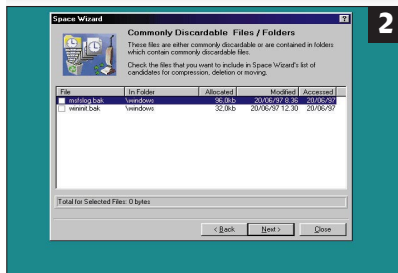 Space Wizard
2
Commonly Discardable Files / Folders
These files are either commonly discardable or are contained in folders
which contain commonly discardable files.
Check the files that you want to include in Space Wizard's list of
candidates for compression, deletion or moving.
File In Folder Allocated Modified Accessed
msfslog.bak \windows 96,0kb 20/06/97 8.36 20/06/97
wininit.bak \windows 32,0kb 20/06/97 12.30 20/06/97
Total for Selected Files: 0 bytes
< Back Next > Close